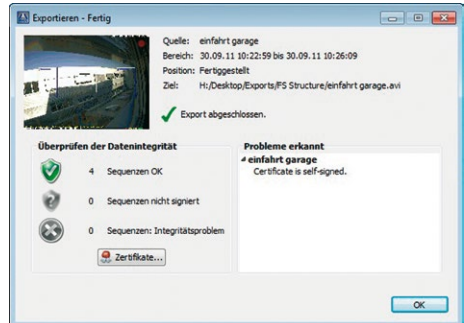 Exportieren - Fertig
Quelle: einfahrt garage
Bereich: 30.09.11 10:22:59 bis 30.09.11 10:26:09
Position: Fertiggestellt
Ziel: H:/Desktop/Exports/FS Structure/einfahrt garage.avi
Export abgeschlossen.
Überprüfen der Datenintegrität
4 Sequenzen OK
0 Sequenzen nicht signiert
0 Sequenzen: Integritätsproblem
Zertifikate...
Probleme erkannt
einfahrt garage
Certificate is self-signed.
OK